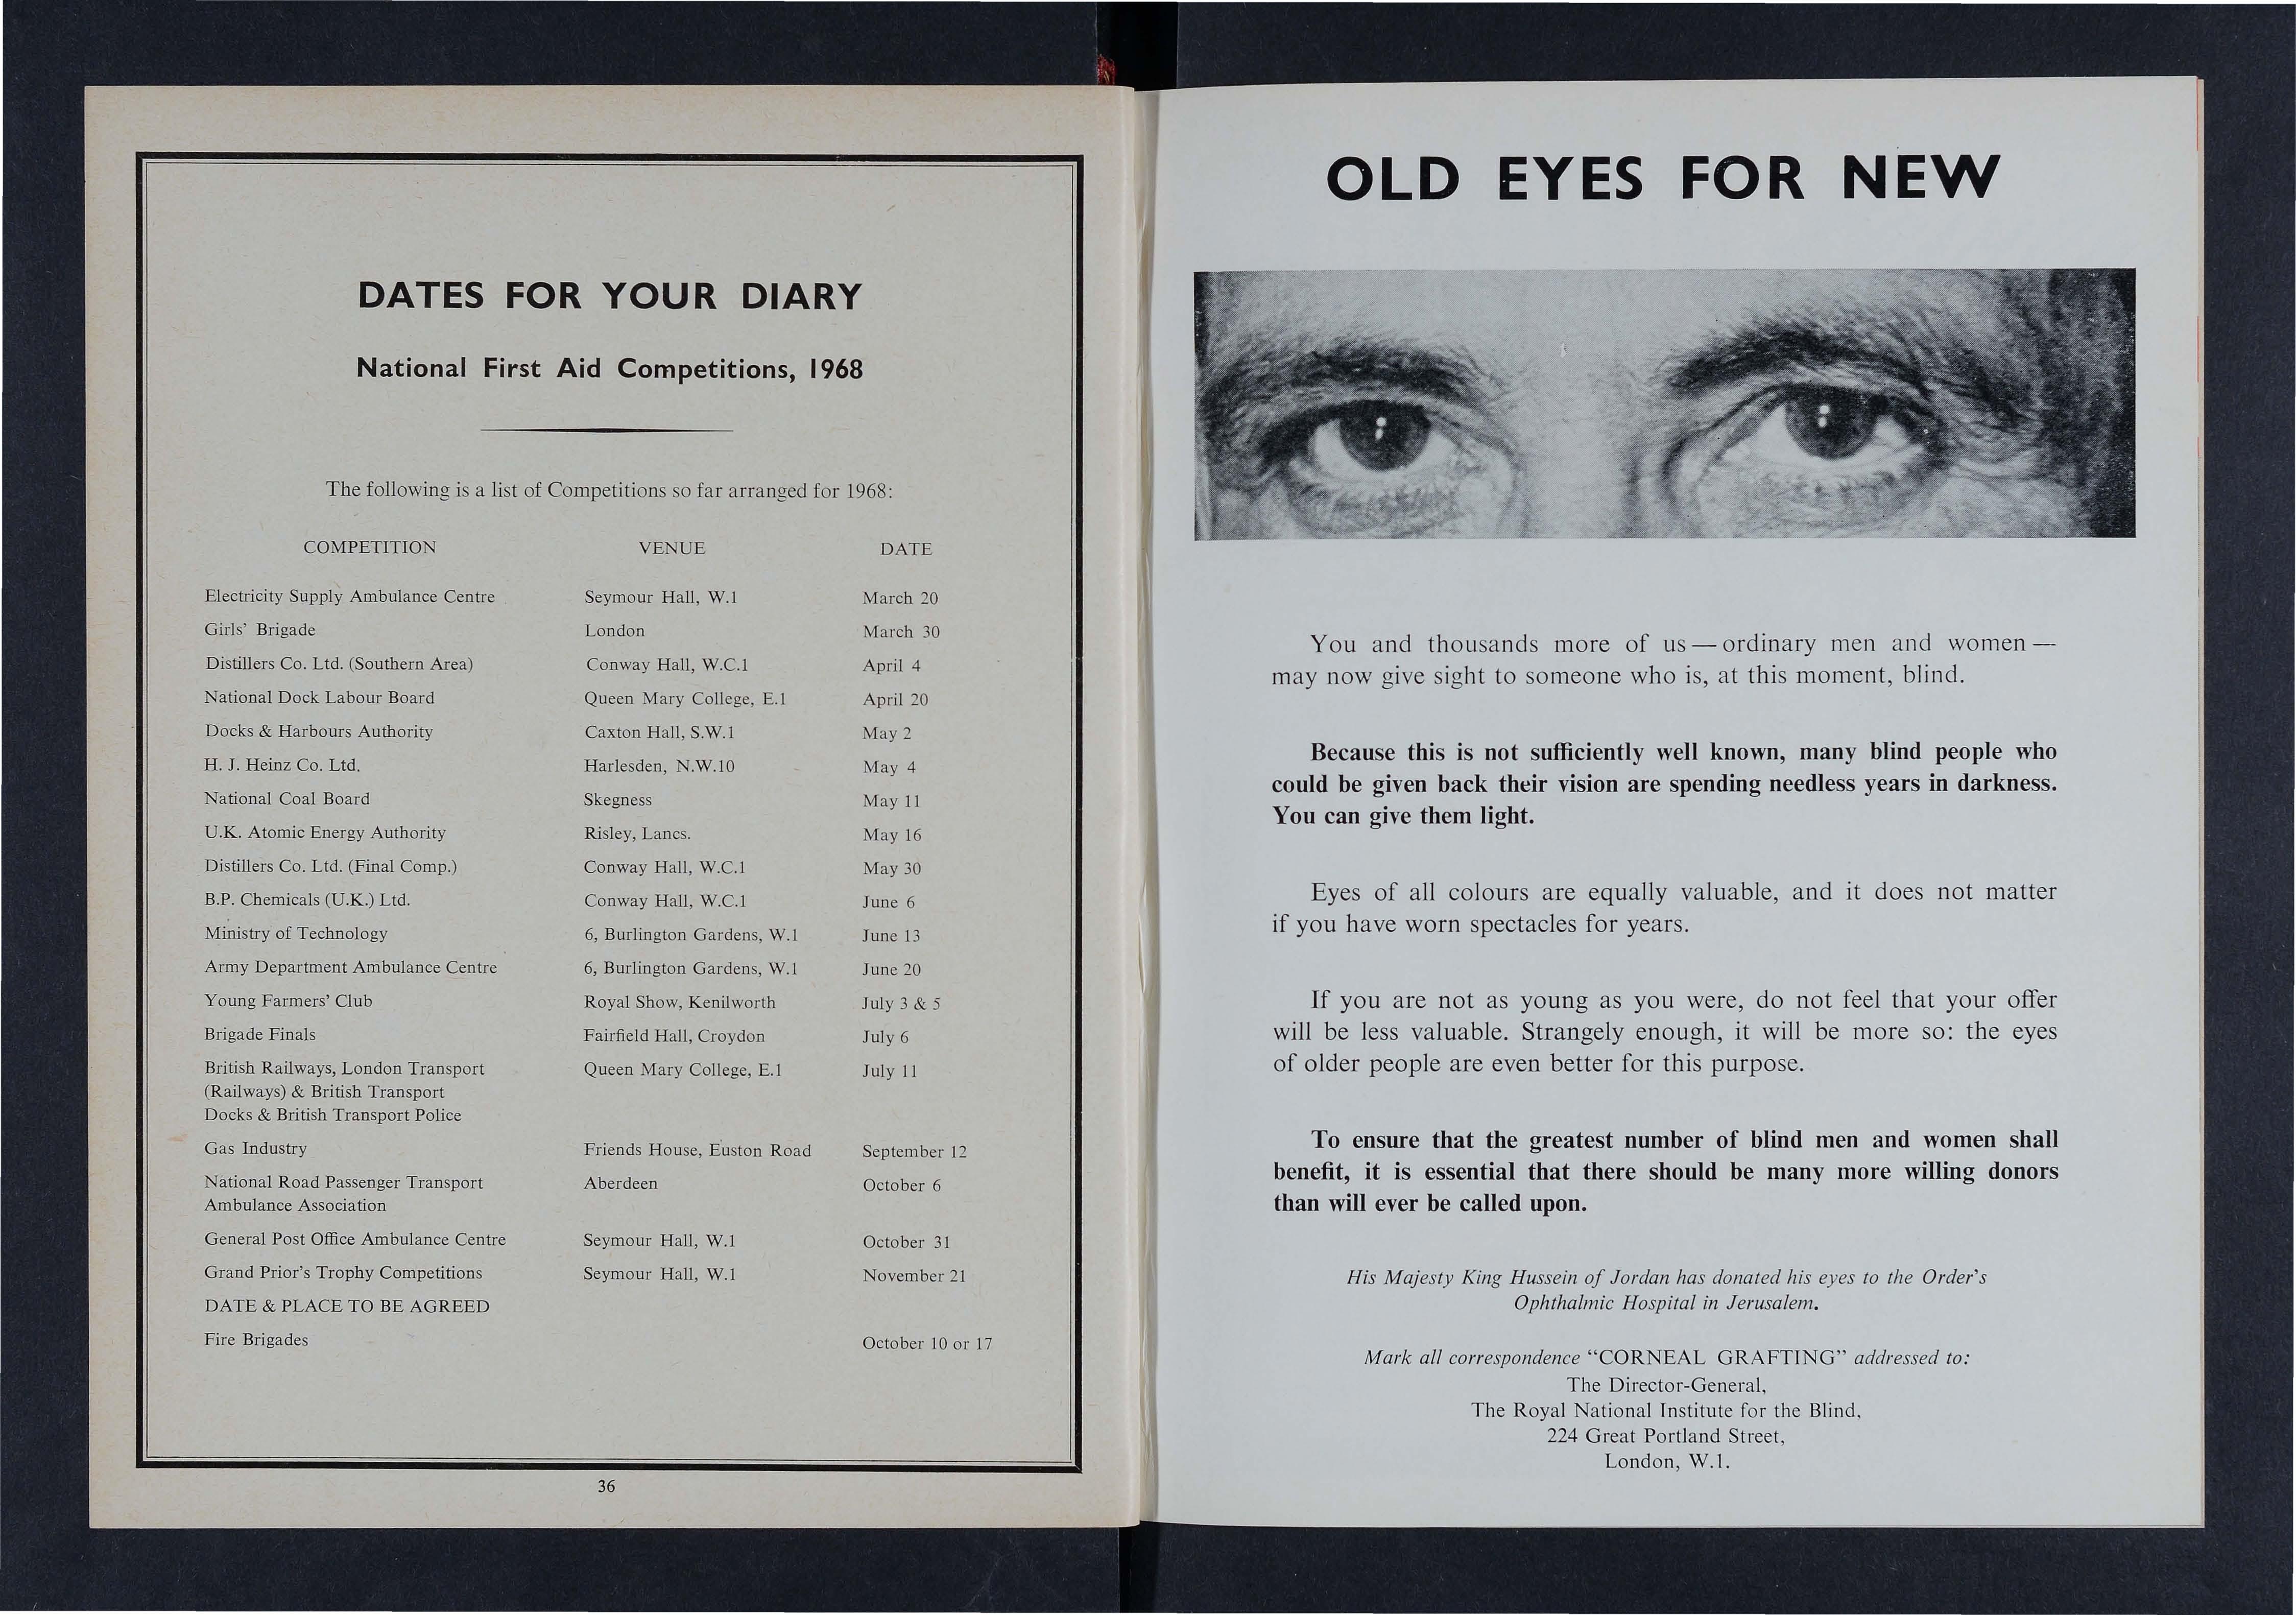 DATES FOR YOUR DIARY
National First Aid Competitions, 1968
The following is a list of Competitions so far arranged for 1968:
COMPETITION VENUE DATE
Electricity Supply Ambulance Centre Seymour Hall, W.1 March 20
Girls' Brigade London March 30
Distillers Co. Ltd. (Southern Area) Conway Hall, W.C.1 April 4
National Dock Labour Board Queen Mary College, E.1 April 20
Docks & Harbours Authority Caxton Hall, S.W.1 May 2
H. J. Heinz Co. Ltd. Harlesden, N.W.10 May 4
National Coal Board Skegness May 11
U.K. Atomic Energy Authority Risley, Lancs. May 16
Distillers Co. Ltd. (Final Comp.) Conway Hall, W.C.1 May 30
B.P. Chemicals (U.K.) Ltd. Conway Hall, W.C.1 June 6
Ministry of Technology 6, Burlington Gardens, W.1 June 13
Army Department Ambulance Centre 6, Burlington Gardens, W.1 June 20
Young Farmers' Club Royal Show, Kenilworth July 3 & 5
Brigade Finals Fairfield Hall, Croydon July 6
British Railways, London Transport Queen Mary College, E.1 July 11
(Railways) & British Transport
Docks & British Transport Police
Gas Industry Friends House, Euston Road September 12
National Road Passenger Transport Aberdeen October 6
Ambulance Association
General Post Office Ambulance Centre Seymour Hall, W.1 October 31
Grand Prior's Trophy Competitions Seymour Hall, W.1 November 21
DATE & PLACE TO BE AGREED
Fire Brigades October 10 or 17
36
OLD EYES FOR NEW
You and thousands more of us — ordinary men and women —
may now give sight to someone who is, at this moment, blind.
Because this is not sufficiently well known, many blind people who
could be given back their vision are spending needless years in darkness.
You can give them light.
Eyes of all colours are equally valuable, and it does not matter
if you have worn spectacles for years.
If you are not as young as you were, do not feel that your offer
will be less valuable. Strangely enough, it will be more so: the eyes
of older people are even better for this purpose.
To ensure that the greatest number of blind men and women shall
benefit, it is essential that there should be many more willing donors
than will ever be called upon.
His Majesty King Hussein of Jordan has donated his eyes to the Order's
Ophthalmic Hospital in Jerusalem.
Mark all correspondence "CORNEAL GRAFTING" addressed to:
The Director-General,
The Royal National Institute for the Blind,
224 Great Portland Street,
London, W.1.